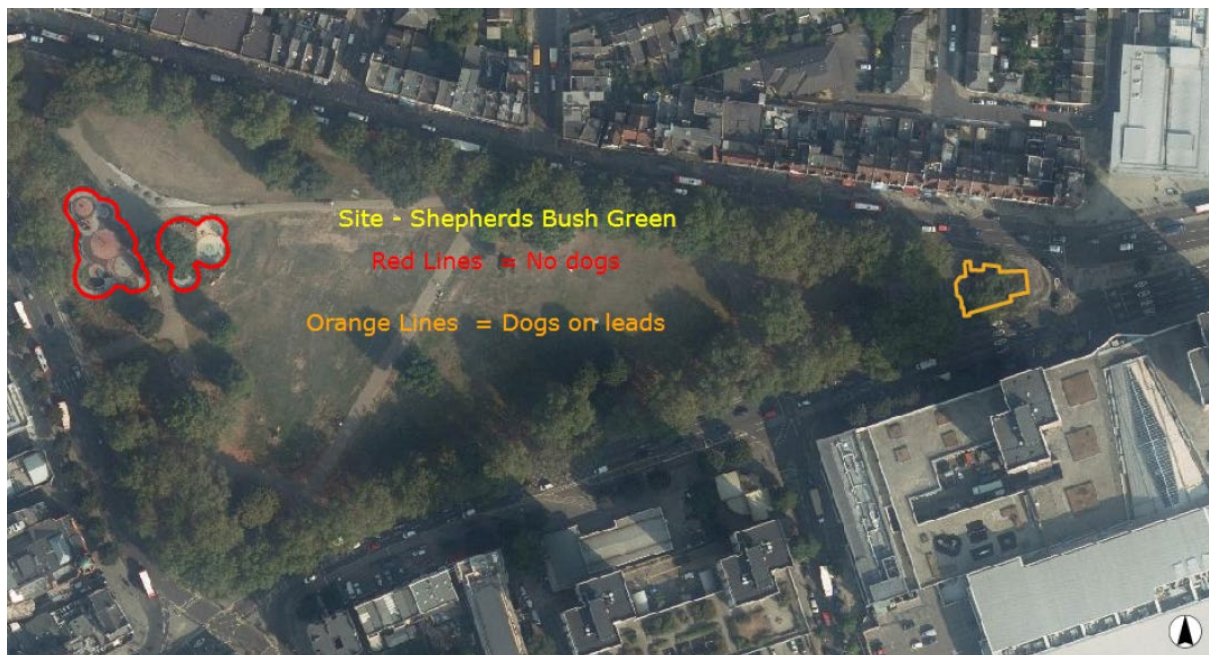 Site - Shepherds Bush Green
Red Lines  = No dogs
Orange Lines  = Dogs on leads